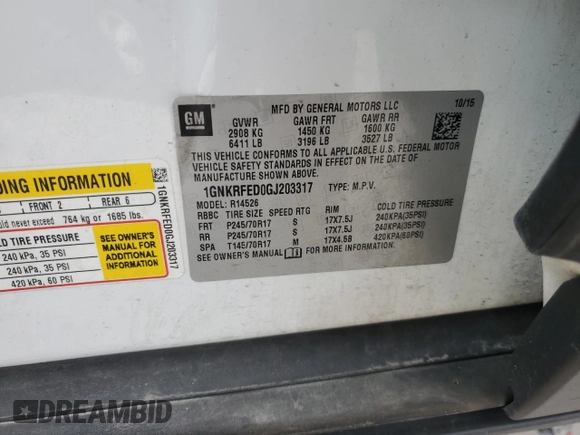 GM
MFD BY GENERAL MOTORS LLC
10/15
GVWR GAWR FRT GAWR RR
2908 KG 1450 KG 1600 KG
6411 LB 3196 LB 3527 LB
THIS VEHICLE CONFORMS TO ALL APPLICABLE U.S. FEDERAL MOTOR
VEHICLE SAFETY STANDARDS IN EFFECT ON THE DATE OF
MANUFACTURE SHOWN ABOVE.
1GNKRFED0GJ203317 TYPE: M.P.V.
MODEL: R14526
RBBC TIRE SIZE SPEED RTG RIM COLD TIRE PRESSURE
FRT P245/70R17 S 17X7.5J 240KPA(35PSI)
RR P245/70R17 S 17X7.5J 240KPA(35PSI)
SPA T145/70R17 M 17X4.5B 420KPA(60PSI)
SEE OWNER'S MANUAL FOR MORE INFORMATION
DING INFORMATION
FRONT 2 REAR 6
never exceed 764 kg or 1685 lbs.
COLD TIRE PRESSURE
240 kPa, 35 PSI
240 kPa, 35 PSI
420 kPa, 60 PSI
SEE OWNER'S
MANUAL FOR
ADDITIONAL
INFORMATION
1GNKRFED0GJ203317
DREAMBID